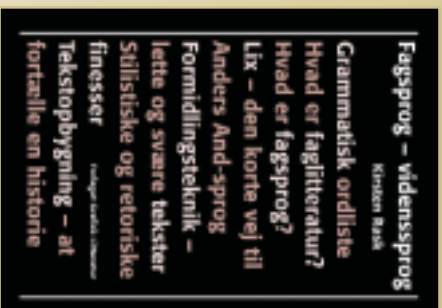 Fagsprog – videnssprog
Kirsten Rask
Grammatisk ordliste
Hvad er faglitteratur?
Hvad er fagsprog?
Lix – den korte vej til
Anders And-sprog
Formidlingsteknik –
lette og svære tekster
Stilistiske og retoriske
finesser
Tekstopbygning – at
fortælle en historie